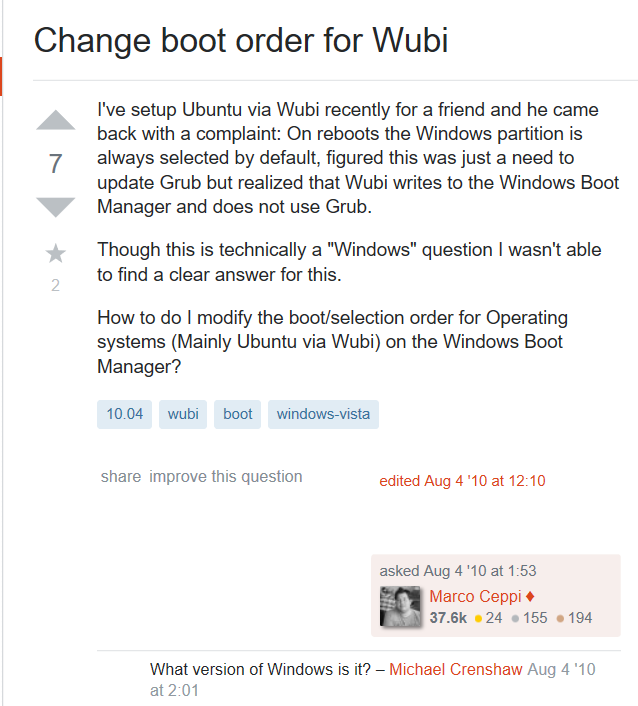 Change boot order for Wubi
I've setup Ubuntu via Wubi recently for a friend and he came
back with a complaint: On reboots the Windows partition is
always selected by default, figured this was just a need to
7
update Grub but realized that Wubi writes to the Windows Boot
Manager and does not use Grub.
Though this is technically a "Windows" question I wasn't able
to find a clear answer for this.
2
How to do I modify the boot/selection order for Operating
systems (Mainly Ubuntu via Wubi) on the Windows Boot
Manager?
10.04 wubi boot windows-vista
share improve this question
edited Aug 4 '10 at 12:10
asked Aug 4 '10 at 1:53
Marco Ceppi ♦
37.6k ●24 ●155 ●194
What version of Windows is it? – Michael Crenshaw Aug 4 '10
at 2:01